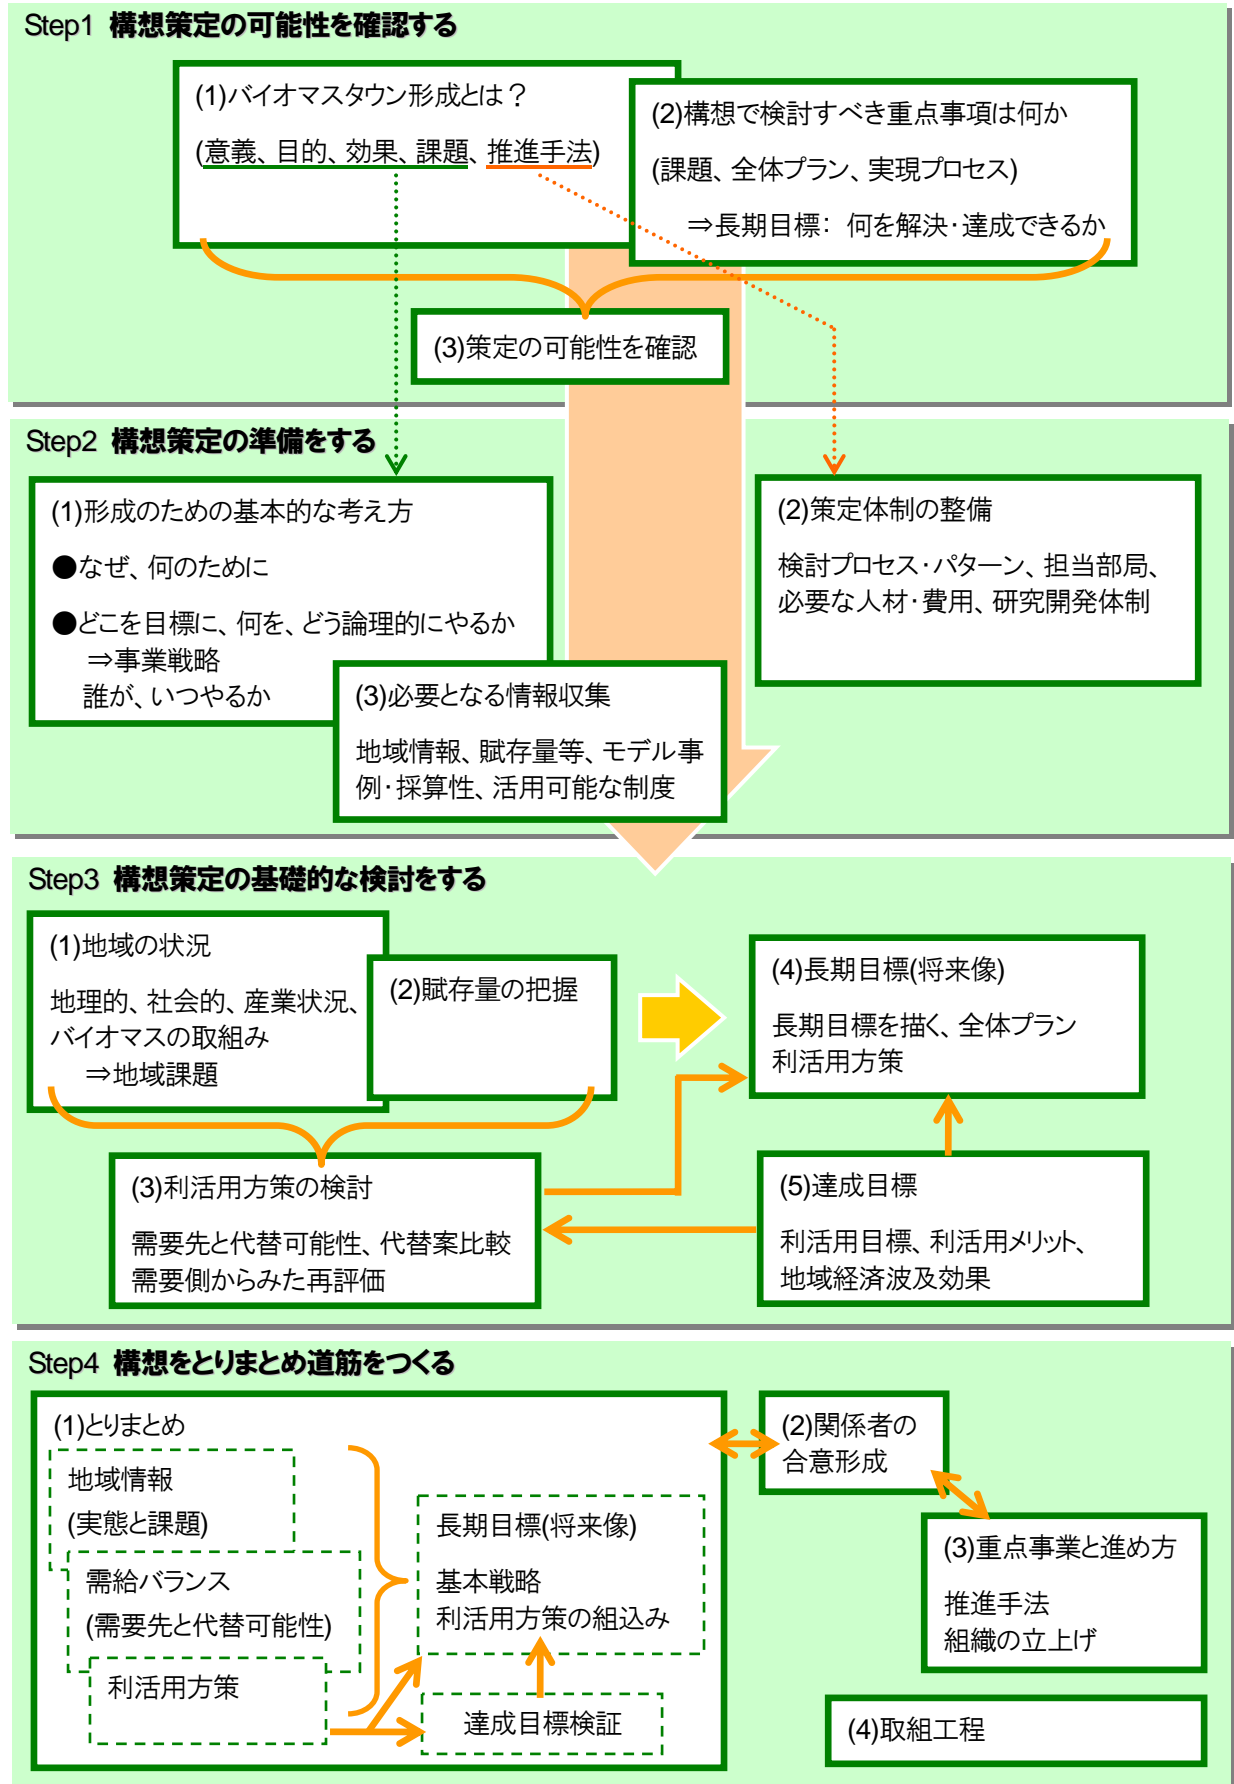 Step1 構想策定の可能性を確認する
(1)バイオマスタウン形成とは？
(意義、目的、効果、課題、推進手法)
(2)構想で検討すべき重点事項は何か
(課題、全体プラン、実現プロセス)
⇒長期目標： 何を解決・達成できるか
(3)策定の可能性を確認
Step2 構想策定の準備をする
(1)形成のための基本的な考え方
●なぜ、何のために
●どこを目標に、何を、どう論理的にやるか
⇒事業戦略
誰が、いつやるか
(2)策定体制の整備
検討プロセス・パターン、担当部局、
必要な人材・費用、研究開発体制
(3)必要となる情報収集
地域情報、賦存量等、モデル事
例・採算性、活用可能な制度
Step3 構想策定の基礎的な検討をする
(1)地域の状況
地理的、社会的、産業状況、
バイオマスの取組み
⇒地域課題
(2)賦存量の把握
(3)利活用方策の検討
需要先と代替可能性、代替案比較
需要側からみた再評価
(4)長期目標(将来像)
長期目標を描く、全体プラン
利活用方策
(5)達成目標
利活用目標、利活用メリット、
地域経済波及効果
Step4 構想をとりまとめ道筋をつくる
(1)とりまとめ
地域情報
(実態と課題)
需給バランス
(需要先と代替可能性)
利活用方策
長期目標(将来像)
基本戦略
利活用方策の組込み
達成目標検証
(2)関係者の
合意形成
(3)重点事業と進め方
推進手法
組織の立上げ
(4)取組工程